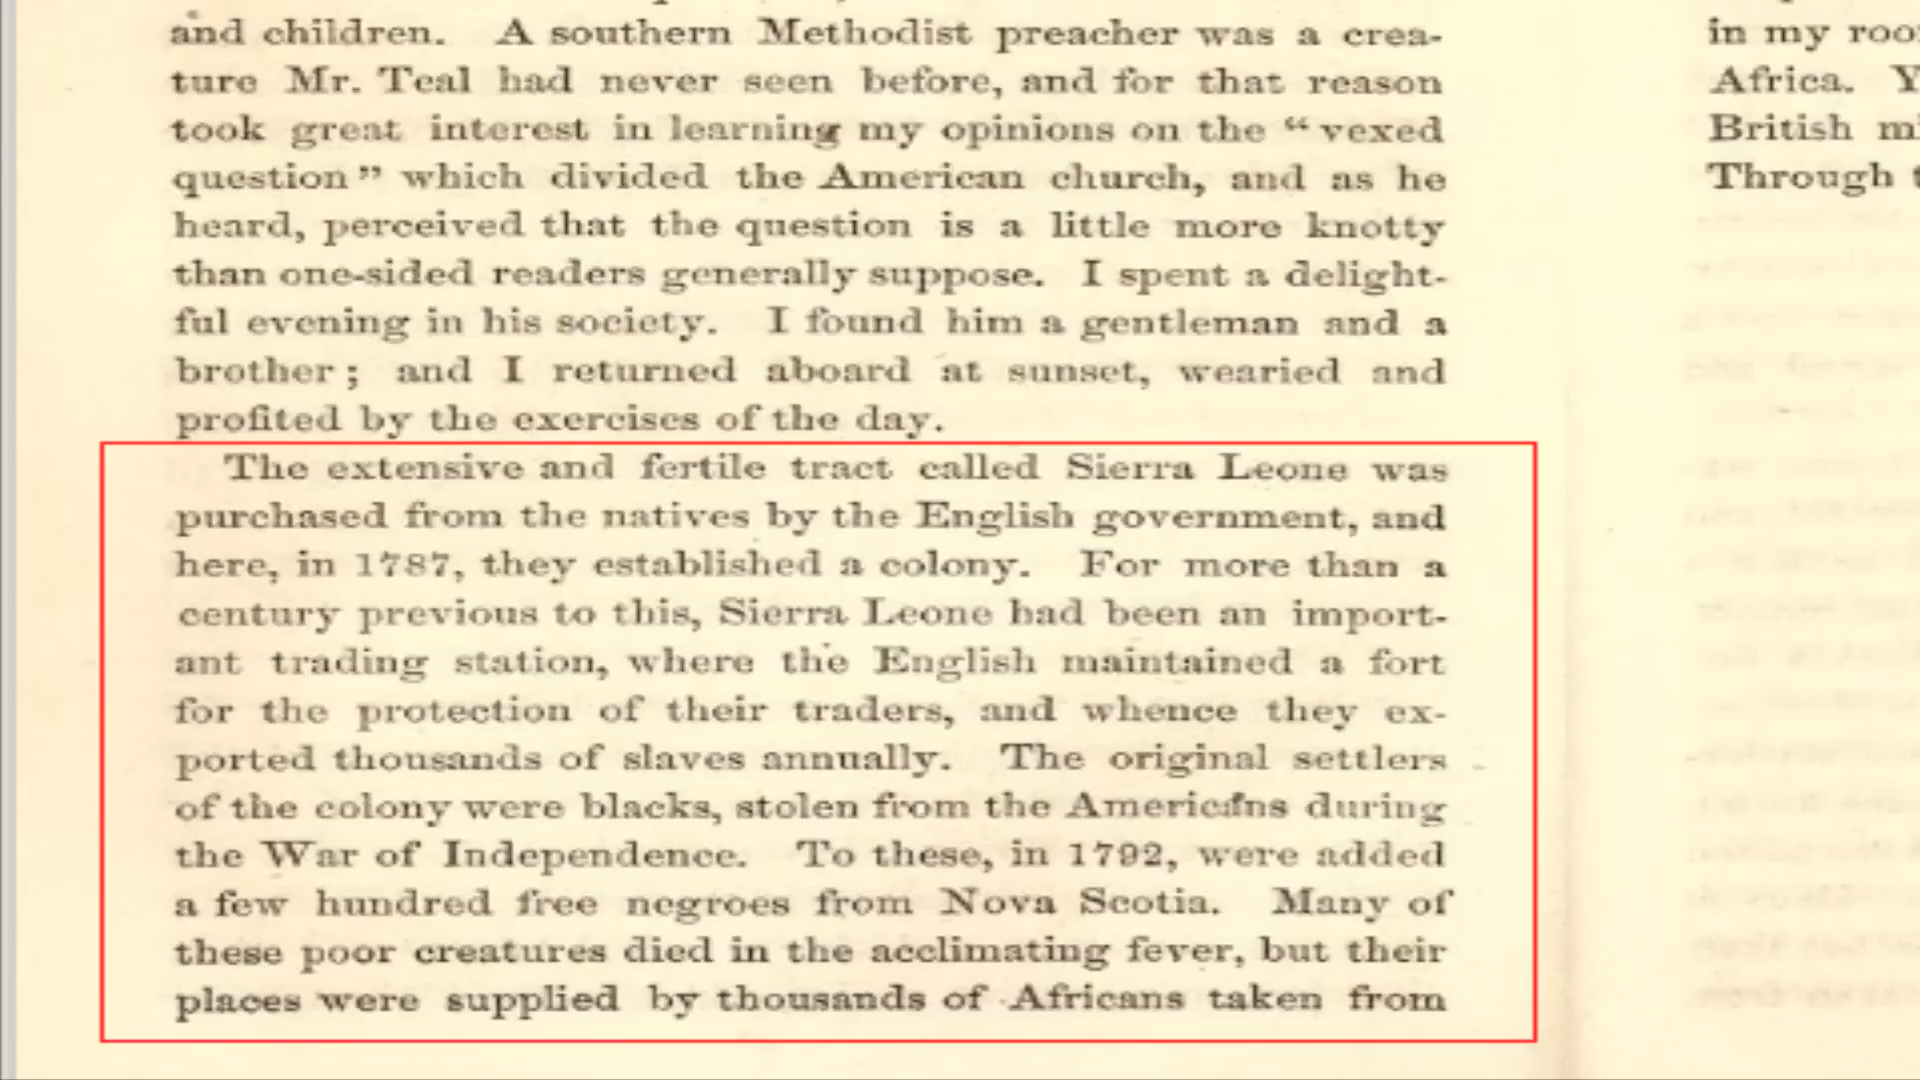 and children. A southern Methodist preacher was a crea-
ture Mr. Teal had never seen before, and for that reason
took great interest in learning my opinions on the “vexed
question” which divided the American church, and as he
heard, perceived that the question is a little more knotty
than one-sided readers generally suppose. I spent a delight-
ful evening in his society. I found him a gentleman and a
brother; and I returned aboard at sunset, wearied and
profited by the exercises of the day.
The extensive and fertile tract called Sierra Leone was
purchased from the natives by the English government, and
here, in 1787, they established a colony. For more than a
century previous to this, Sierra Leone had been an import-
ant trading station, where the English maintained a fort
for the protection of their traders, and whence they ex-
ported thousands of slaves annually. The original settlers
of the colony were blacks, stolen from the Americans during
the War of Independence. To these, in 1792, were added
a few hundred free negroes from Nova Scotia. Many of
these poor creatures died in the acclimating fever, but their
places were supplied by thousands of Africans taken from
in my
Africa.
British
Through